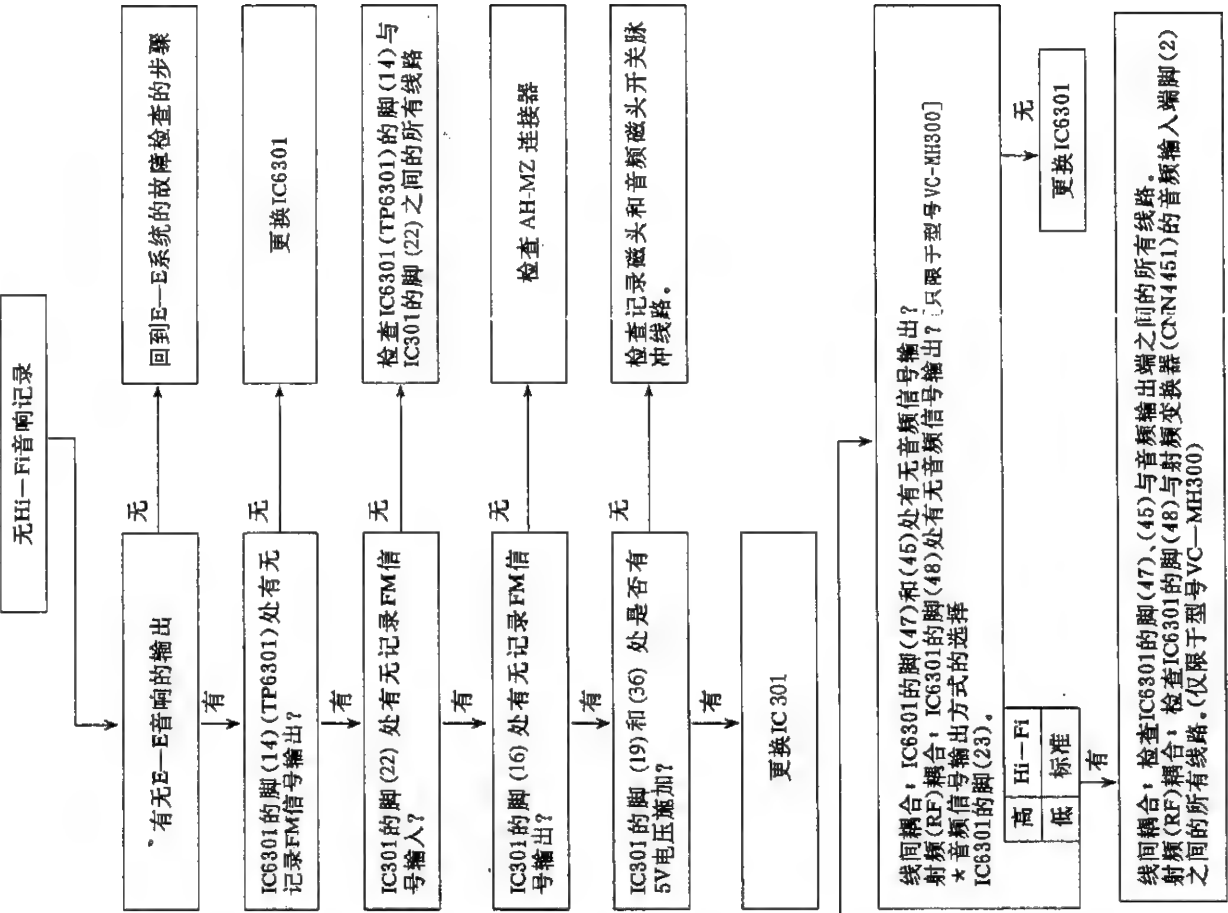 无Hi—Fi音响记录
有无E—E音响的输出
无
回到E—E系统的故障检查的步骤
有
IC6301的脚(14)(TP6301)处有无
记录FM信号输出?
无
更换IC6301
有
IC301的脚(22)处有无记录FM信
号输入?
无
检查IC6301(TP6301)的脚(14)与
IC301的脚(22)之间的所有线路
有
IC301的脚(16)处有无记录FM信
号输出?
无
检查 AH-MZ 连接器
有
IC301的脚 (19)和(36) 处是否有
5V电压施加?
无
检查记录磁头和音频磁头开关脉
冲线路。
有
更换IC 301
线间耦合:IC6301的脚(47)和(45)处有无音频信号输出?
射频(RF)耦合:IC6301的脚(48)处有无音频信号输出?[只限于型号VC-MH300]
*音频信号输出方式的选择
IC6301的脚(23)。
高 Hi—Fi
低 标准
无
更换IC6301
有
线间耦合:检查IC6301的脚(47)、(45)与音频输出端之间的所有线路。
射频(RF)耦合:检查IC6301的脚(48)与射频变换器(CNN4451)的音频输入端脚(2)
之间的所有线路。(仅限于型号VC—MH300)